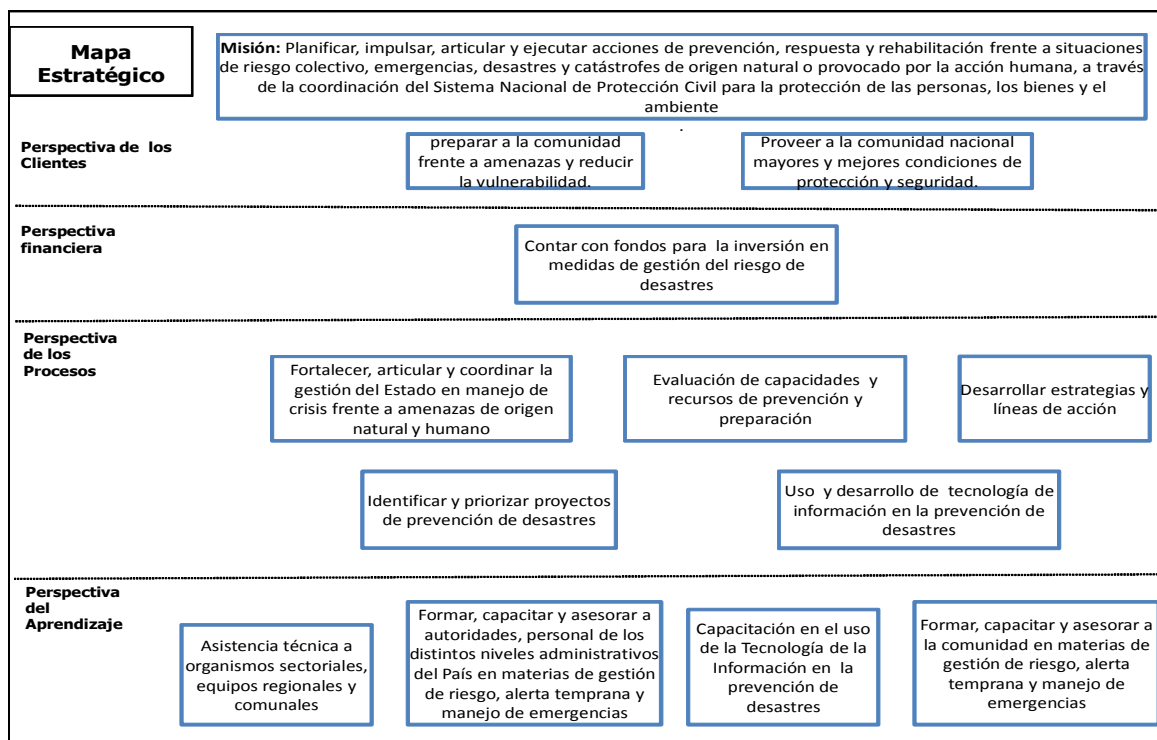 Mapa
Estratégico
Misión: Planificar, impulsar, articular y ejecutar acciones de prevención, respuesta y rehabilitación frente a situaciones
de riesgo colectivo, emergencias, desastres y catástrofes de origen natural o provocado por la acción humana, a través
de la coordinación del Sistema Nacional de Protección Civil para la protección de las personas, los bienes y el
ambiente
.
Perspectiva de los
Clientes
preparar a la comunidad
frente a amenazas y reducir
la vulnerabilidad.
Proveer a la comunidad nacional
mayores y mejores condiciones de
protección y seguridad.
Perspectiva
financiera
Contar con fondos para la inversión en
medidas de gestión del riesgo de
desastres
Perspectiva
de los
Procesos
Fortalecer, articular y coordinar la
gestión del Estado en manejo de
crisis frente a amenazas de origen
natural y humano
Evaluación de capacidades y
recursos de prevención y
preparación
Desarrollar estrategias y
líneas de acción
Identificar y priorizar proyectos
de prevención de desastres
Uso y desarrollo de tecnología de
información en la prevención de
desastres
Perspectiva
del
Aprendizaje
Asistencia técnica a
organismos sectoriales,
equipos regionales y
comunales
Formar, capacitar y asesorar a
autoridades, personal de los
distintos niveles administrativos
del País en materias de gestión
de riesgo, alerta temprana y
manejo de emergencias
Capacitación en el uso
de la Tecnología de la
Información en la
prevención de
desastres
Formar, capacitar y asesorar a
la comunidad en materias de
gestión de riesgo, alerta
temprana y manejo de
emergencias